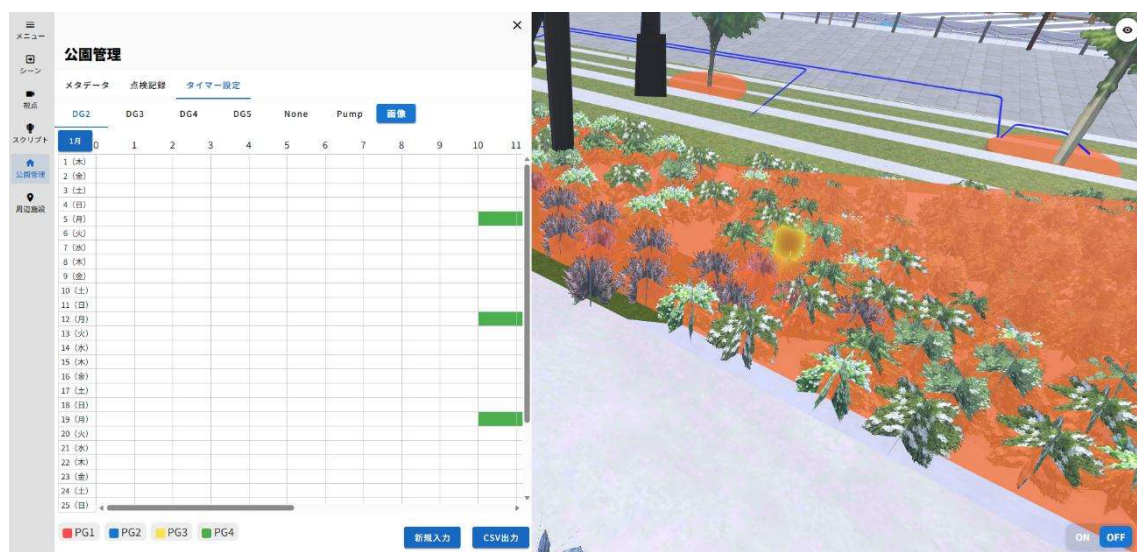 メニュー
シーン
視点
スクリプト
公園管理
周辺施設
公園管理
メタデータ 点検記録 タイマー設定
DG2 DG3 DG4 DG5 None Pump 画像
1月 0 1 2 3 4 5 6 7 8 9 10 11
1 (木)
2 (金)
3 (土)
4 (日)
5 (月)
6 (火)
7 (水)
8 (木)
9 (金)
10 (土)
11 (日)
12 (月)
13 (火)
14 (水)
15 (木)
16 (金)
17 (土)
18 (日)
19 (月)
20 (火)
21 (水)
22 (木)
23 (金)
24 (土)
25 (日)
PG1 PG2 PG3 PG4
新規入力 CSV出力
ON OFF